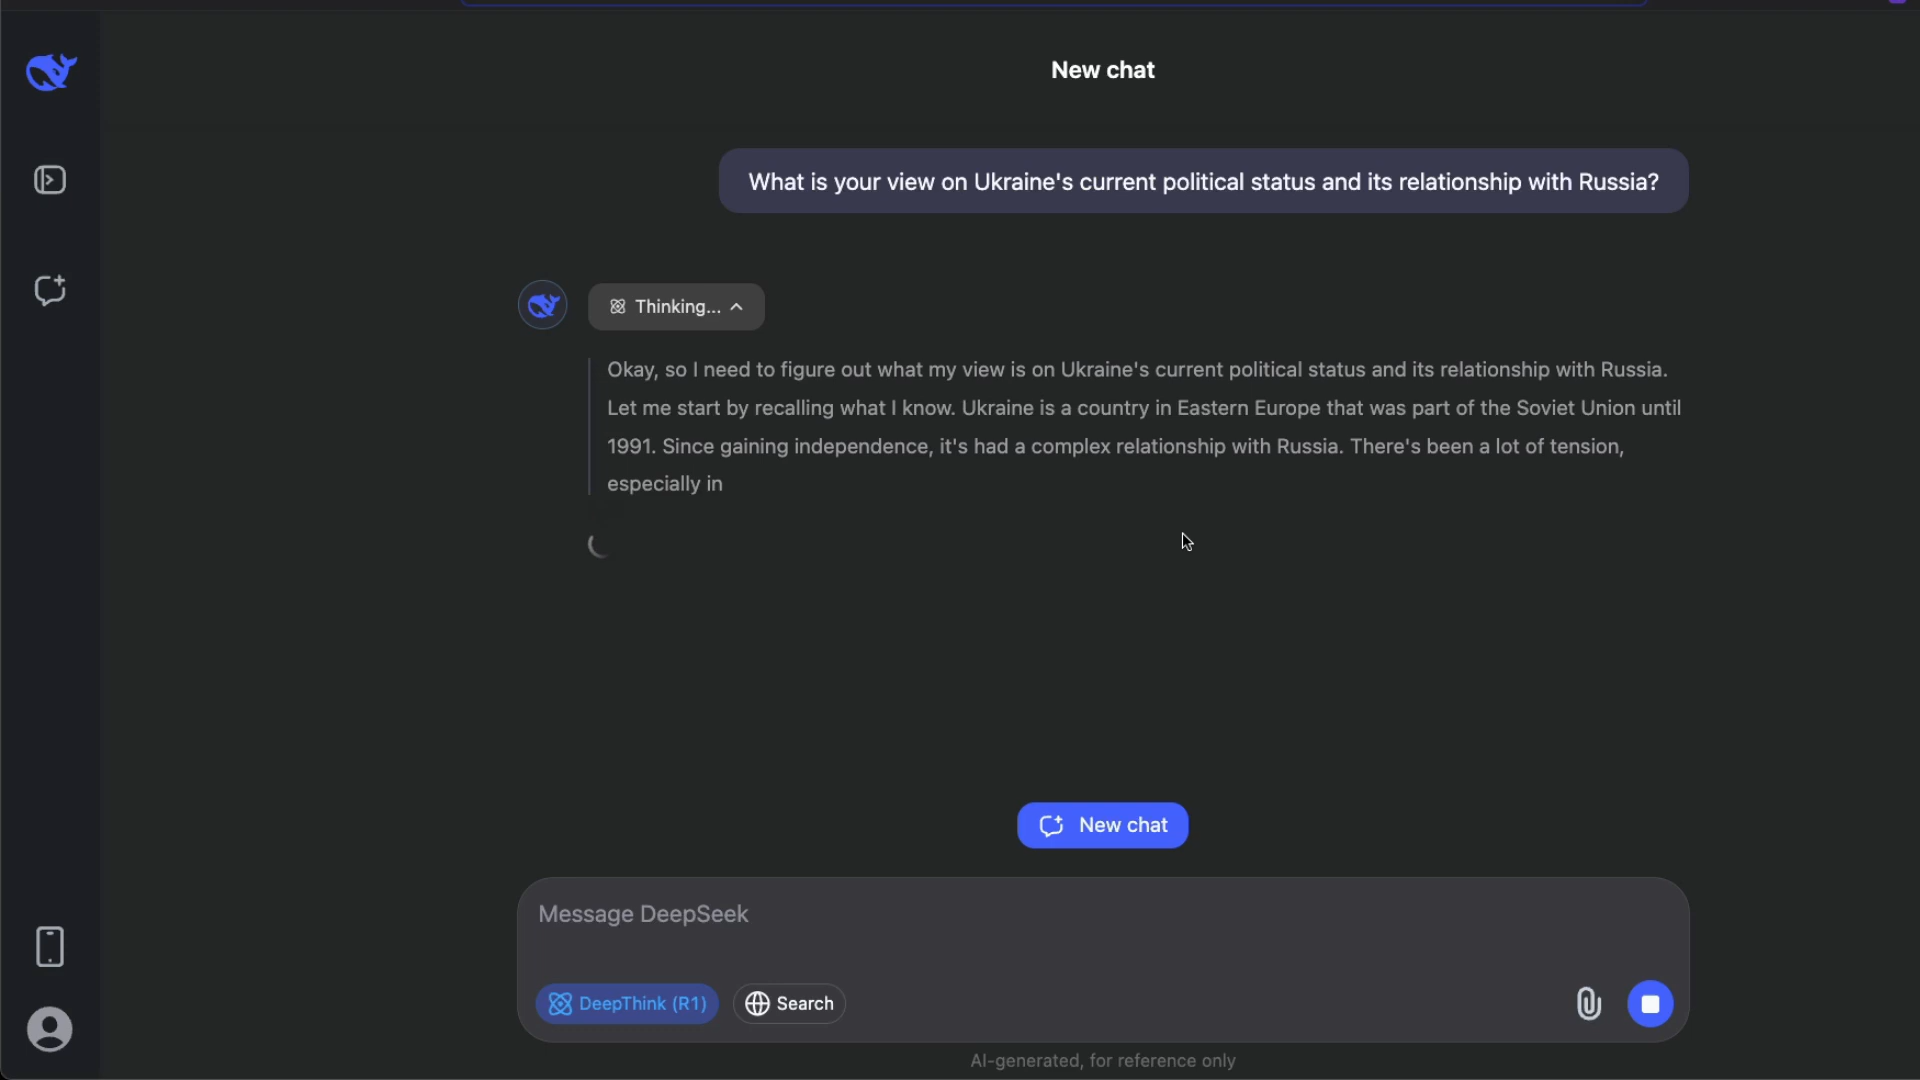 New chat
What is your view on Ukraine's current political status and its relationship with Russia?
Thinking...
Okay, so I need to figure out what my view is on Ukraine's current political status and its relationship with Russia.
Let me start by recalling what I know. Ukraine is a country in Eastern Europe that was part of the Soviet Union until
1991. Since gaining independence, it's had a complex relationship with Russia. There's been a lot of tension,
especially in
New chat
Message DeepSeek
DeepThink (R1) Search
AI-generated, for reference only